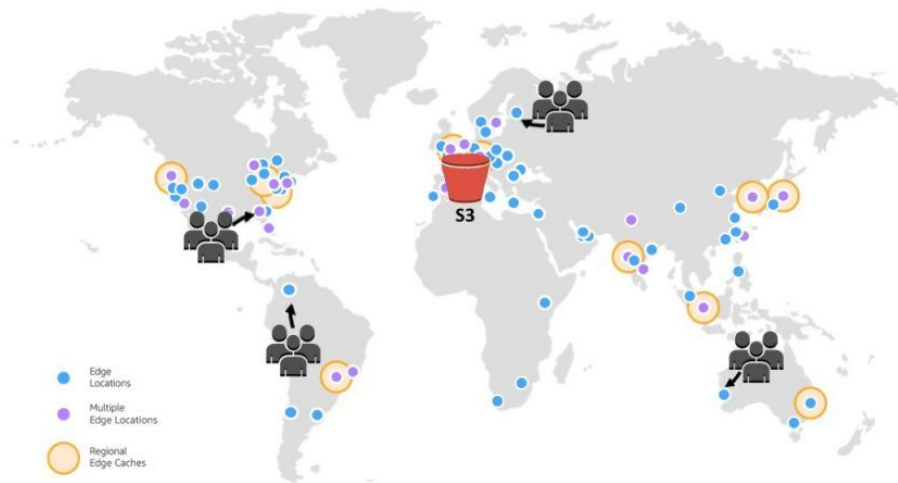 S3
Edge
Locations
Multiple
Edge Locations
Regional
Edge Caches